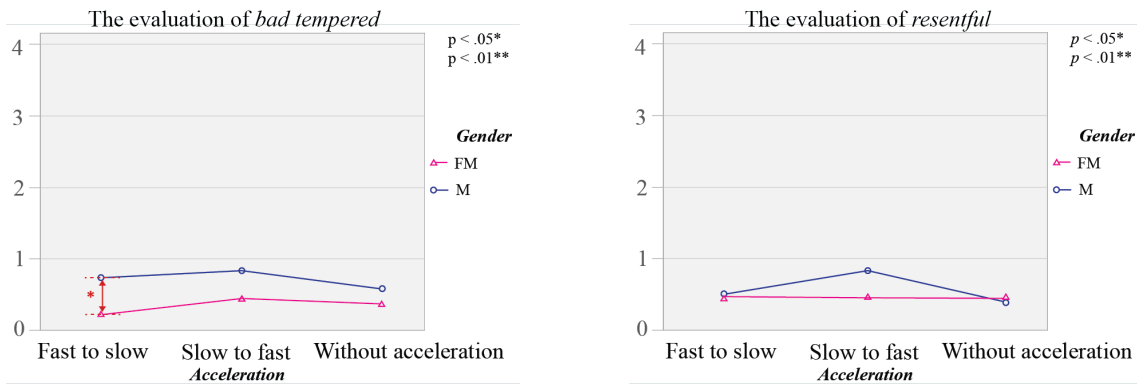 The evaluation of bad tempered
p < .05*
p < .01**
4
3
2
1
0
*
Gender
FM
M
Fast to slow
Slow to fast
Without acceleration
Acceleration
The evaluation of resentful
p < .05*
p < .01**
4
3
2
1
0
Gender
FM
M
Fast to slow
Slow to fast
Without acceleration
Acceleration